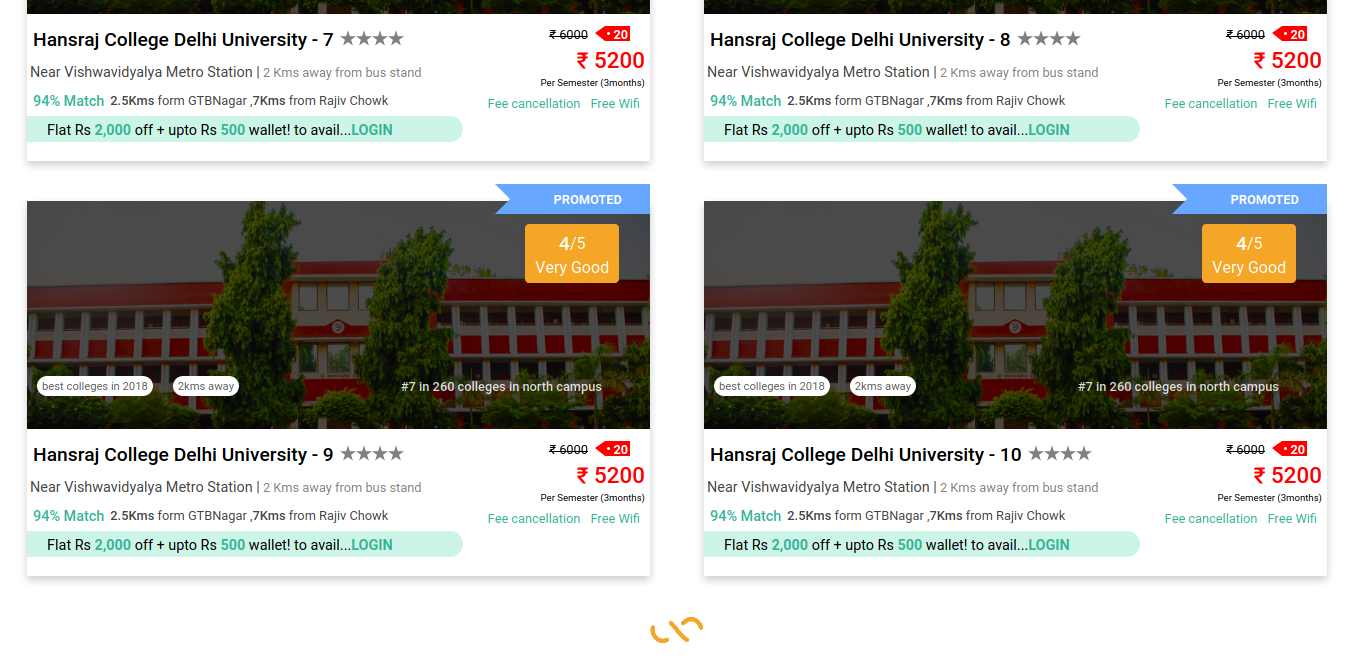 Hansraj College Delhi University - 7 ★★★★
₹ 6000 • 20
₹ 5200
Near Vishwavidyalya Metro Station | 2 Kms away from bus stand
Per Semester (3months)
94% Match 2.5Kms form GTBNagar ,7Kms from Rajiv Chowk
Fee cancellation Free Wifi
Flat Rs 2,000 off + upto Rs 500 wallet! to avail...LOGIN
Hansraj College Delhi University - 8 ★★★★
₹ 6000 • 20
₹ 5200
Near Vishwavidyalya Metro Station | 2 Kms away from bus stand
Per Semester (3months)
94% Match 2.5Kms form GTBNagar ,7Kms from Rajiv Chowk
Fee cancellation Free Wifi
Flat Rs 2,000 off + upto Rs 500 wallet! to avail...LOGIN
PROMOTED
4/5
Very Good
best colleges in 2018 2kms away #7 in 260 colleges in north campus
Hansraj College Delhi University - 9 ★★★★
₹ 6000 • 20
₹ 5200
Near Vishwavidyalya Metro Station | 2 Kms away from bus stand
Per Semester (3months)
94% Match 2.5Kms form GTBNagar ,7Kms from Rajiv Chowk
Fee cancellation Free Wifi
Flat Rs 2,000 off + upto Rs 500 wallet! to avail...LOGIN
PROMOTED
4/5
Very Good
best colleges in 2018 2kms away #7 in 260 colleges in north campus
Hansraj College Delhi University - 10 ★★★★
₹ 6000 • 20
₹ 5200
Near Vishwavidyalya Metro Station | 2 Kms away from bus stand
Per Semester (3months)
94% Match 2.5Kms form GTBNagar ,7Kms from Rajiv Chowk
Fee cancellation Free Wifi
Flat Rs 2,000 off + upto Rs 500 wallet! to avail...LOGIN